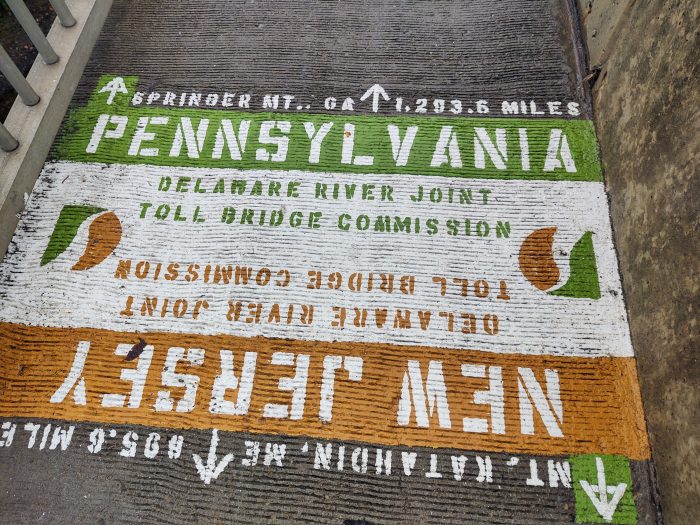 SPRINGER MT., GA ↑ 1,293.6 MILES
PENNSYLVANIA
DELAWARE RIVER JOINT
TOLL BRIDGE COMMISSION
MT. KATAHDIN, ME ↑ 895.6 MILES
NEW JERSEY
DELAWARE RIVER JOINT
TOLL BRIDGE COMMISSION